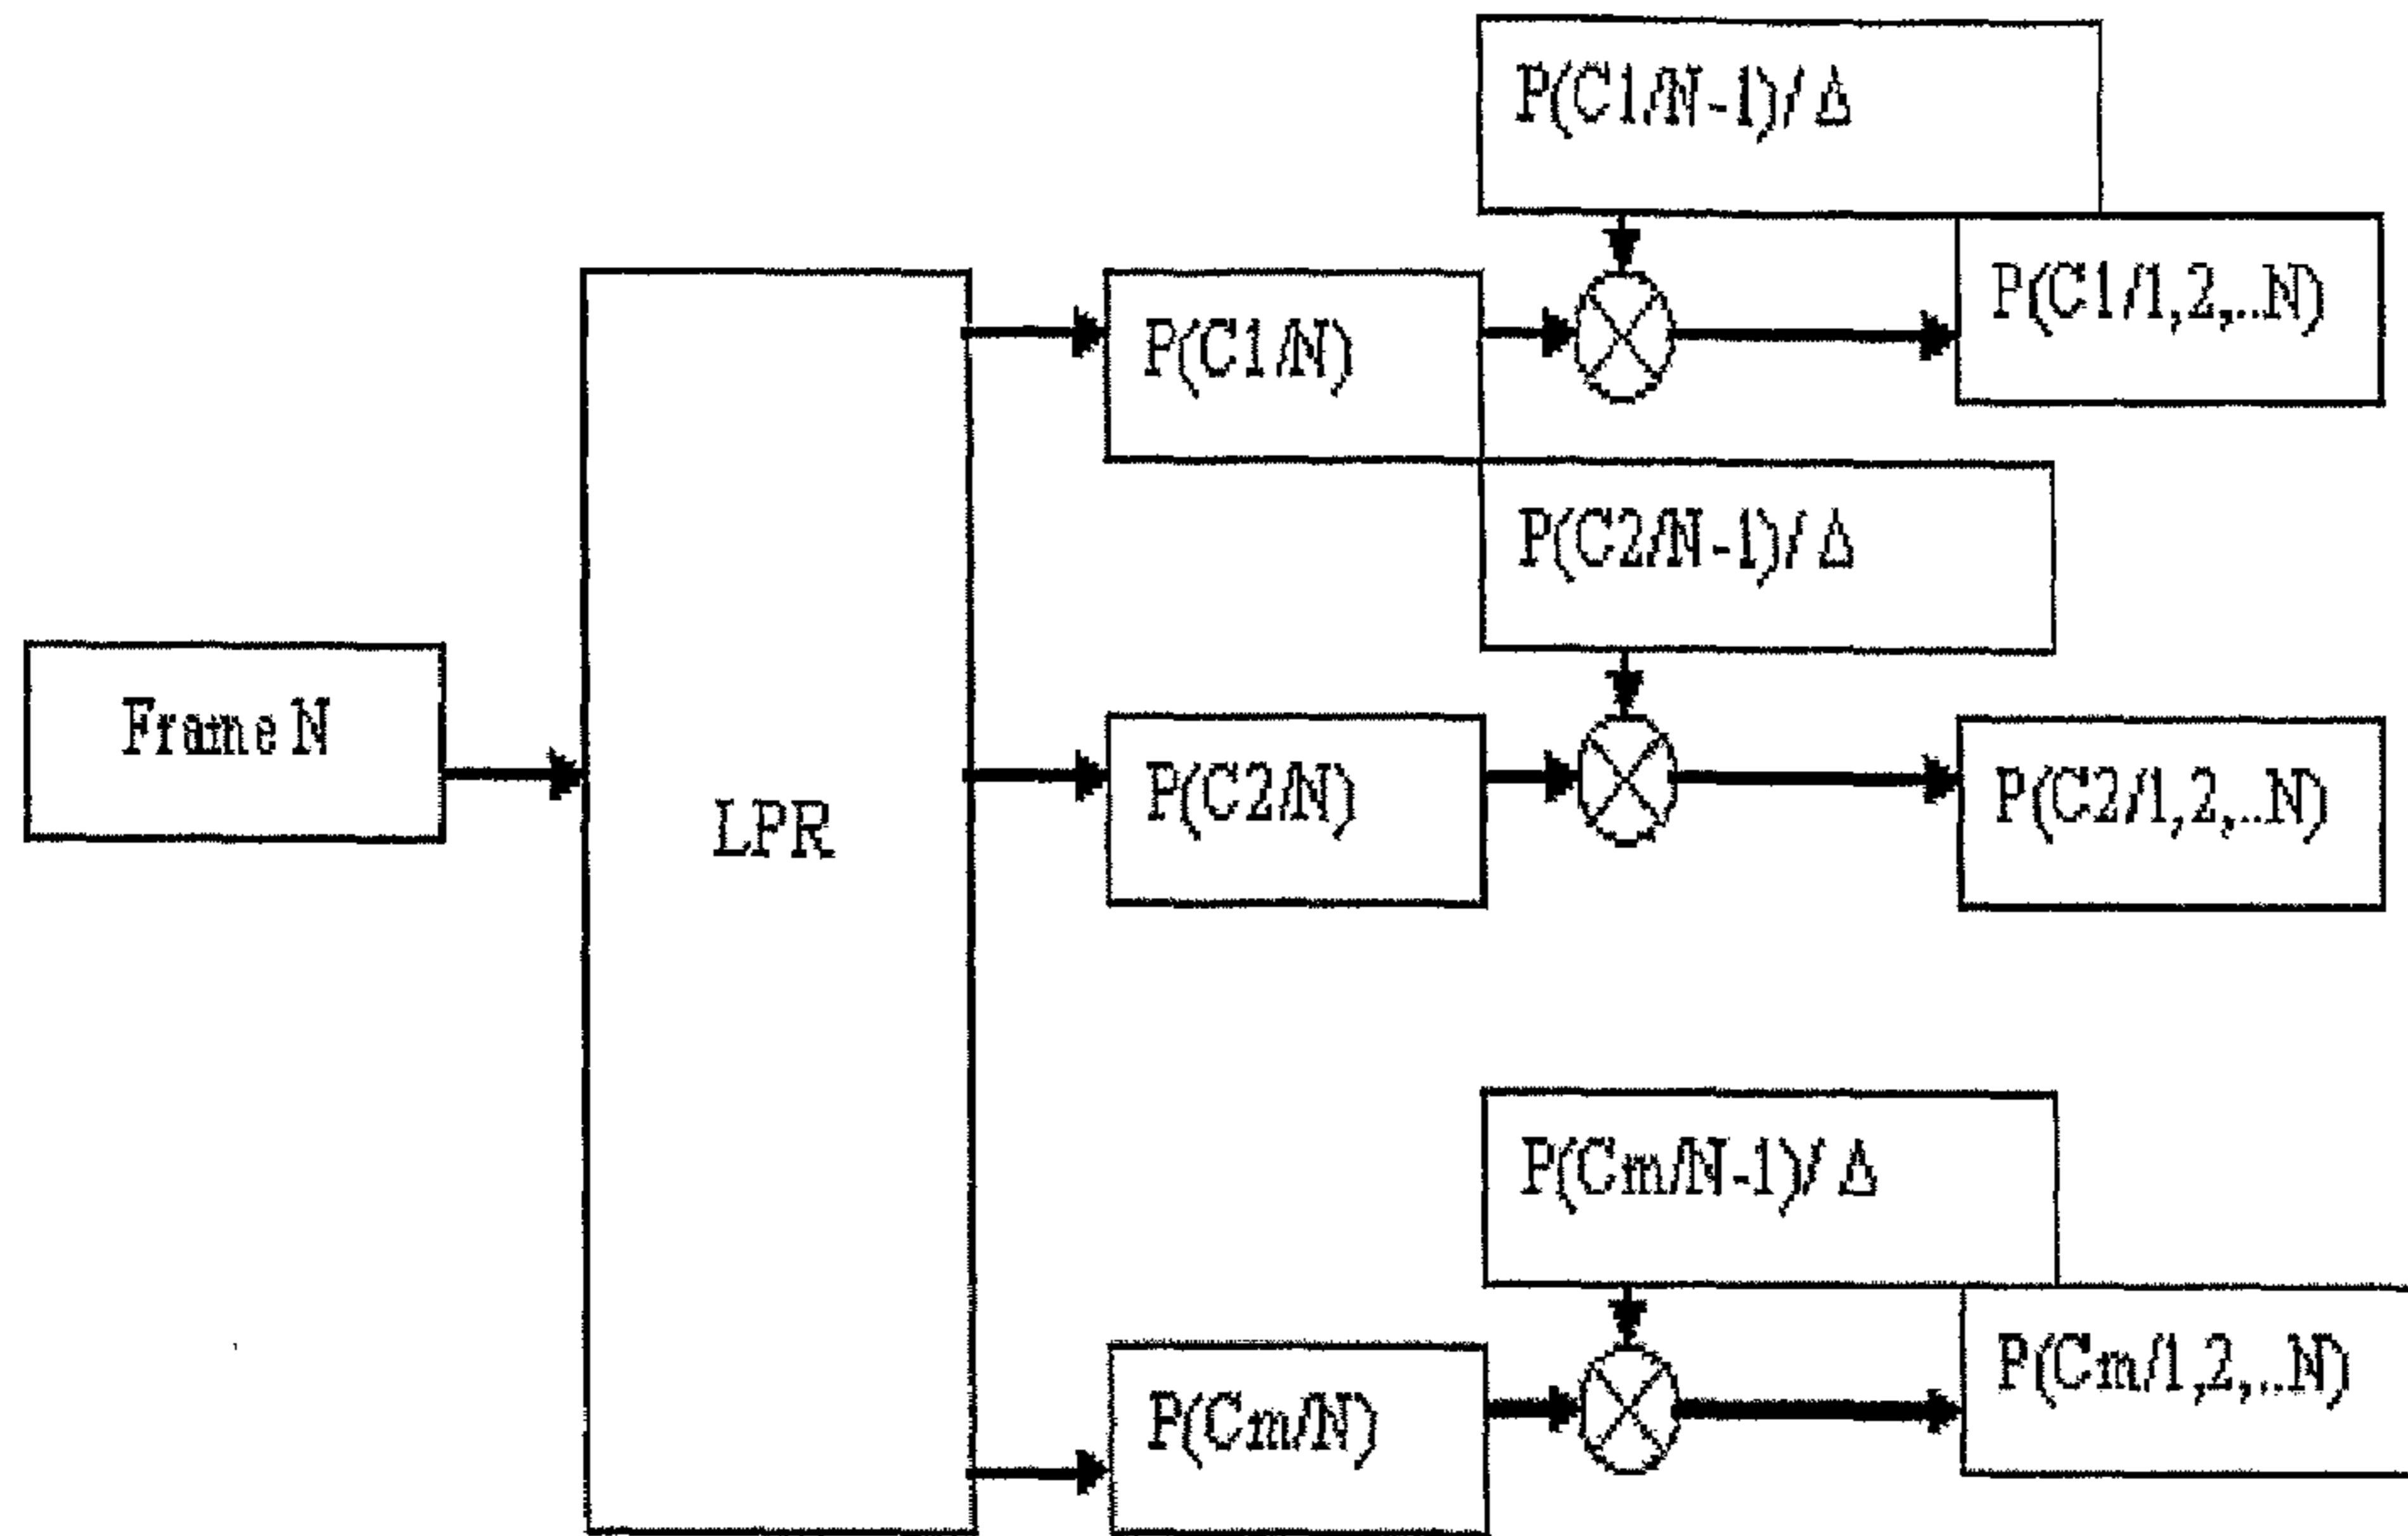 P(C1/N-1)/ Δ
P(C1/1,2,..N)
P(C1/N)
P(C2/N-1)/ Δ
Frame N
LPR
P(C2/N)
P(C2/1,2,..N)
P(Cm/N-1)/ Δ
P(Cm/1,2,..N)
P(Cm/N)